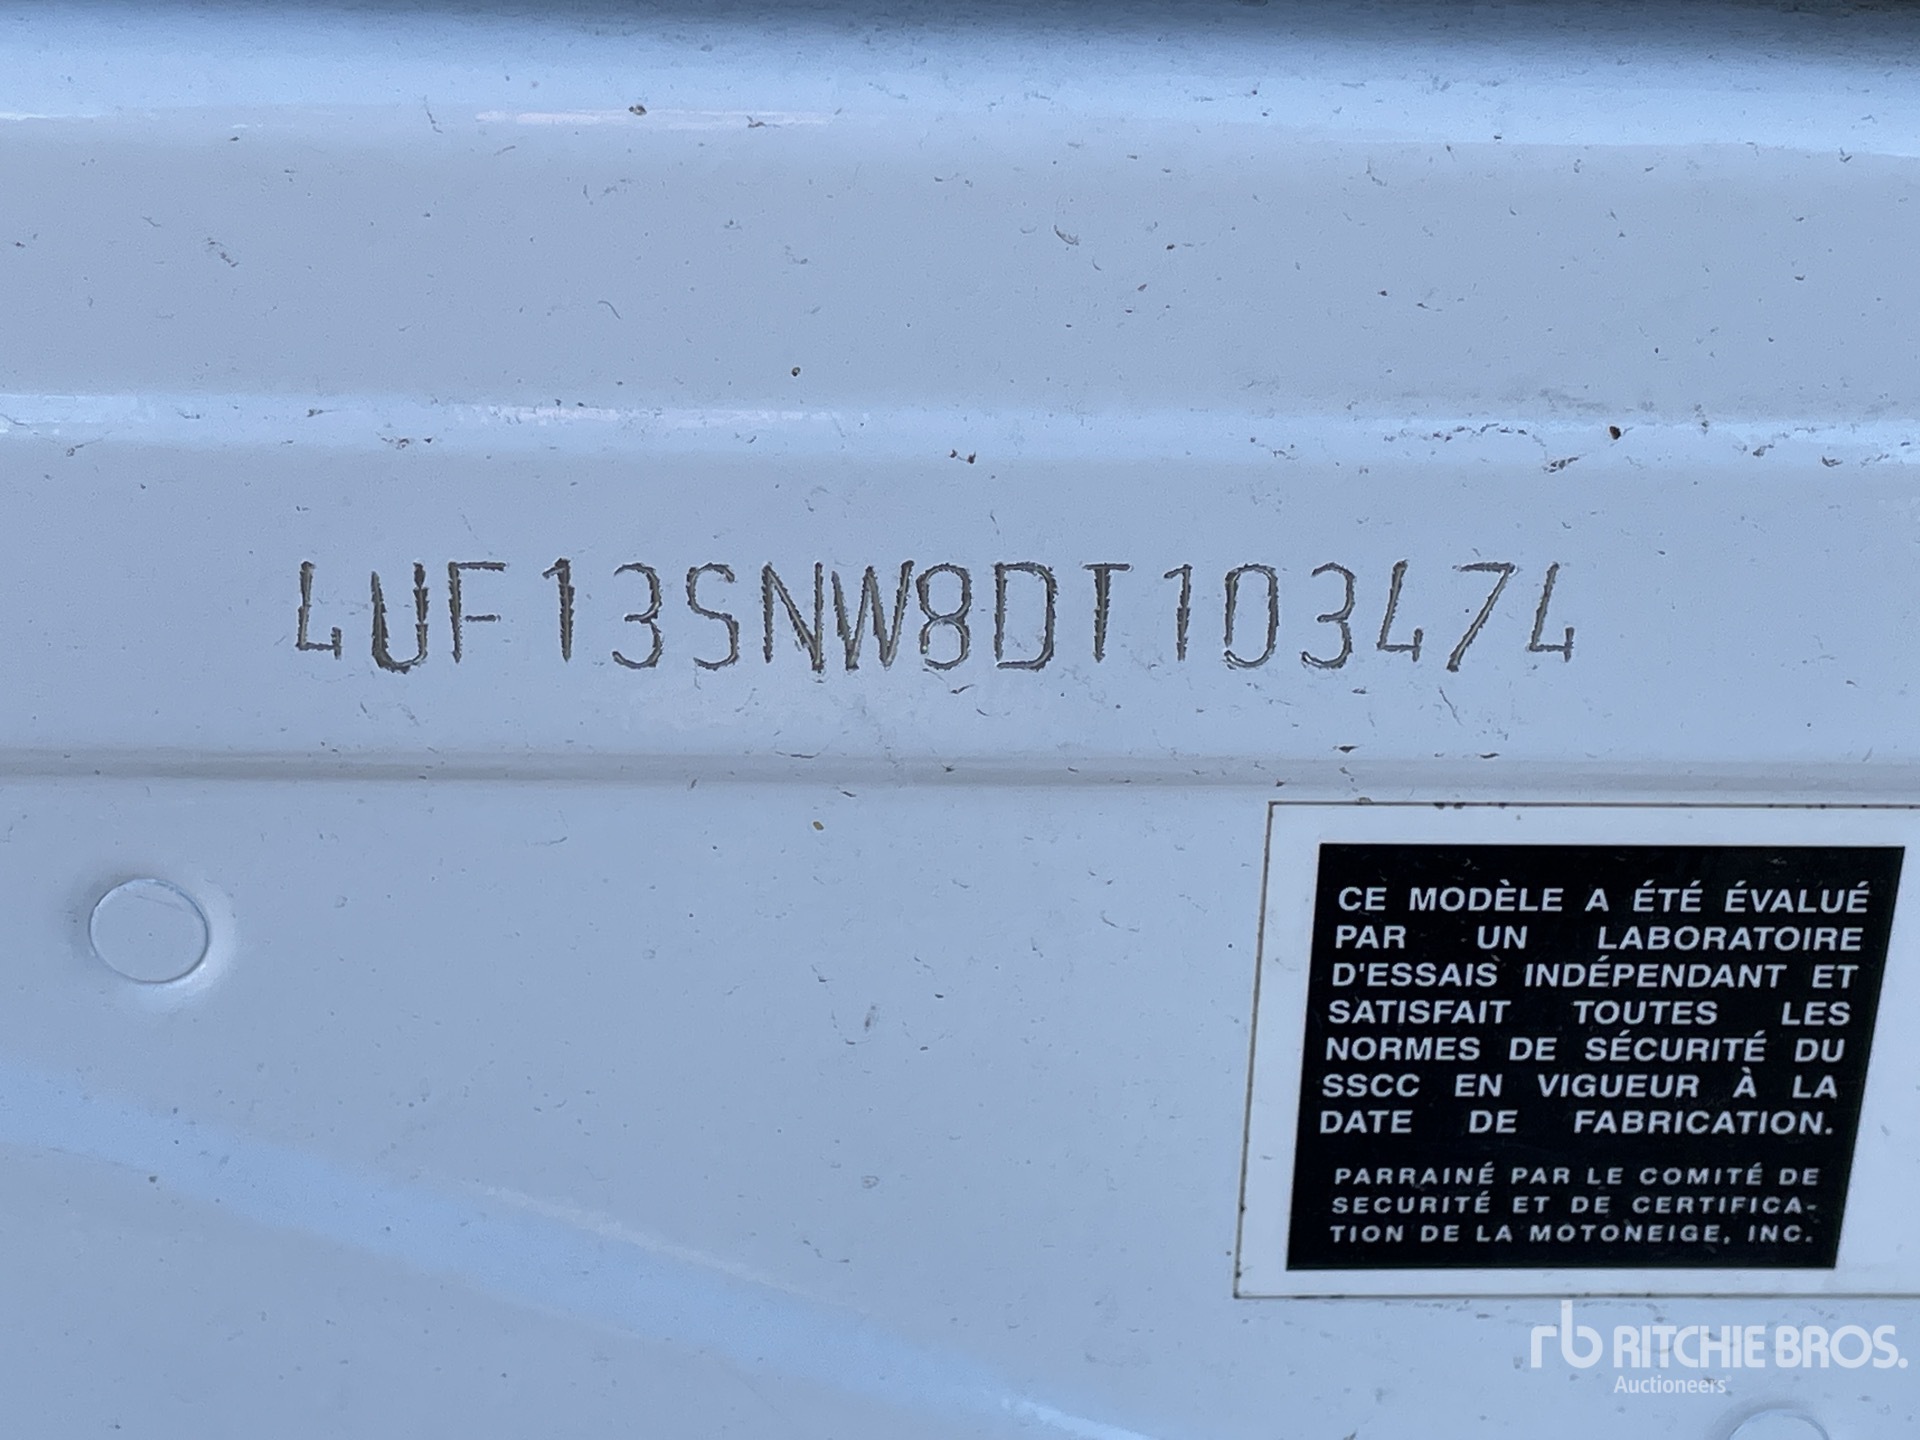 4UF13SNW8DT103474
CE MODÈLE A ÉTÉ ÉVALUÉ
PAR UN LABORATOIRE
D'ESSAIS INDÉPENDANT ET
SATISFAIT TOUTES LES
NORMES DE SÉCURITÉ DU
SSCC EN VIGUEUR À LA
DATE DE FABRICATION.
PARRAINÉ PAR LE COMITÉ DE
SECURITÉ ET DE CERTIFICA-
TION DE LA MOTONEIGE, INC.
rb RITCHIE BROS.
Auctioneers